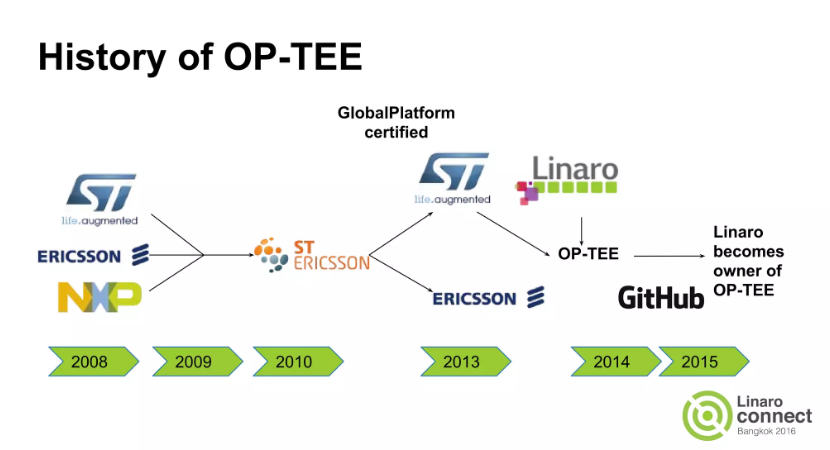 History of OP-TEE
GlobalPlatform
certified
ST
life.augmented
ERICSSON
NXP
ST
ERICSSON
ST
life.augmented
ERICSSON
Linaro
OP-TEE
GitHub
Linaro
becomes
owner of
OP-TEE
2008
2009
2010
2013
2014
2015
Linaro
connect
Bangkok 2016